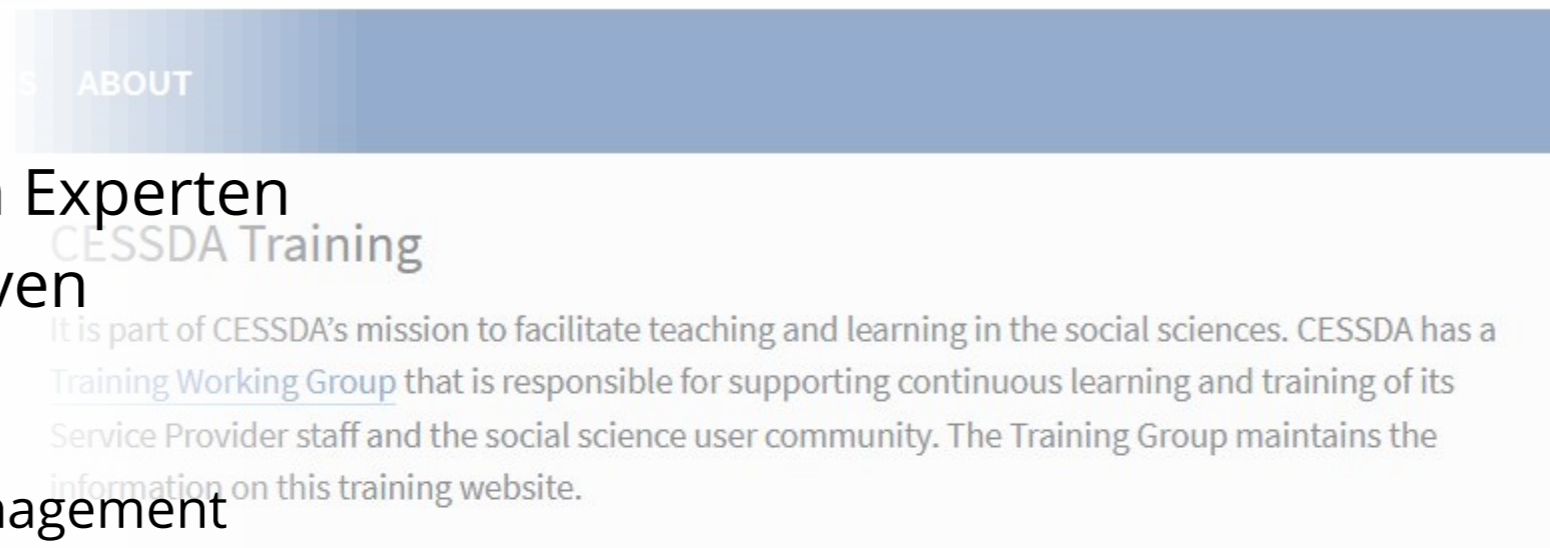 S ABOUT
n Experten
CESSDA Training
ven
It is part of CESSDA's mission to facilitate teaching and learning in the social sciences. CESSDA has a
Training Working Group that is responsible for supporting continuous learning and training of its
Service Provider staff and the social science user community. The Training Group maintains the
information on this training website.
nagement